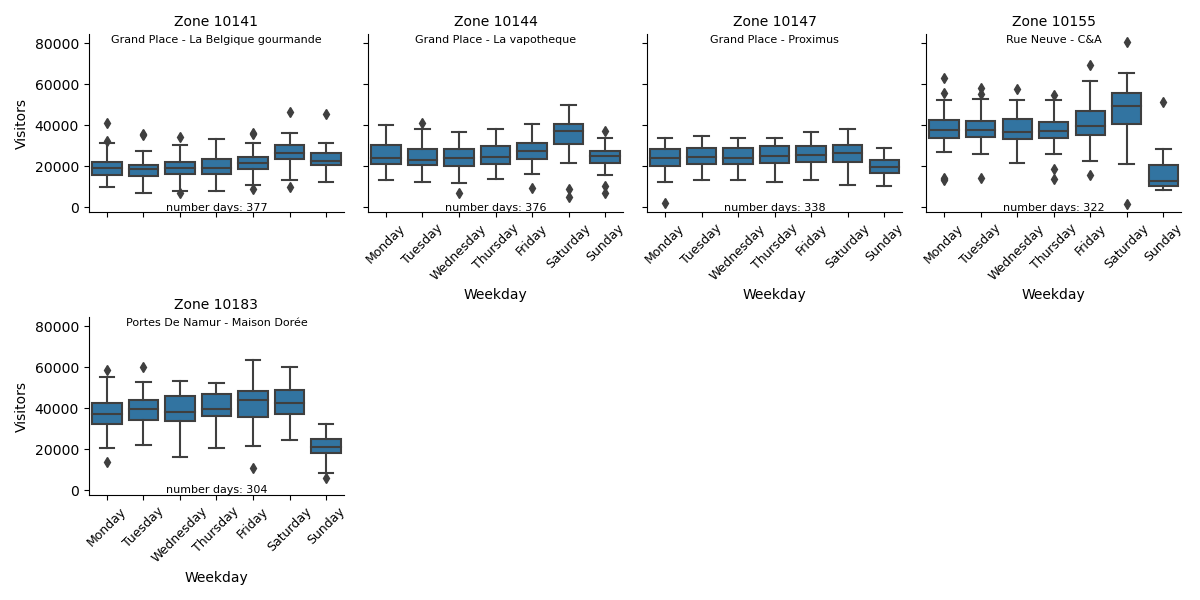 Zone 10141
Grand Place - La Belgique gourmande
Zone 10144
Grand Place - La vapotheque
Zone 10147
Grand Place - Proximus
Zone 10155
Rue Neuve - C&A
Visitors
80000
60000
40000
20000
0
number days: 377
number days: 376
number days: 338
number days: 322
Monday
Tuesday
Wednesday
Thursday
Friday
Saturday
Sunday
Weekday
Monday
Tuesday
Wednesday
Thursday
Friday
Saturday
Sunday
Weekday
Monday
Tuesday
Wednesday
Thursday
Friday
Saturday
Sunday
Weekday
Zone 10183
Portes De Namur - Maison Dorée
Visitors
80000
60000
40000
20000
0
number days: 304
Monday
Tuesday
Wednesday
Thursday
Friday
Saturday
Sunday
Weekday